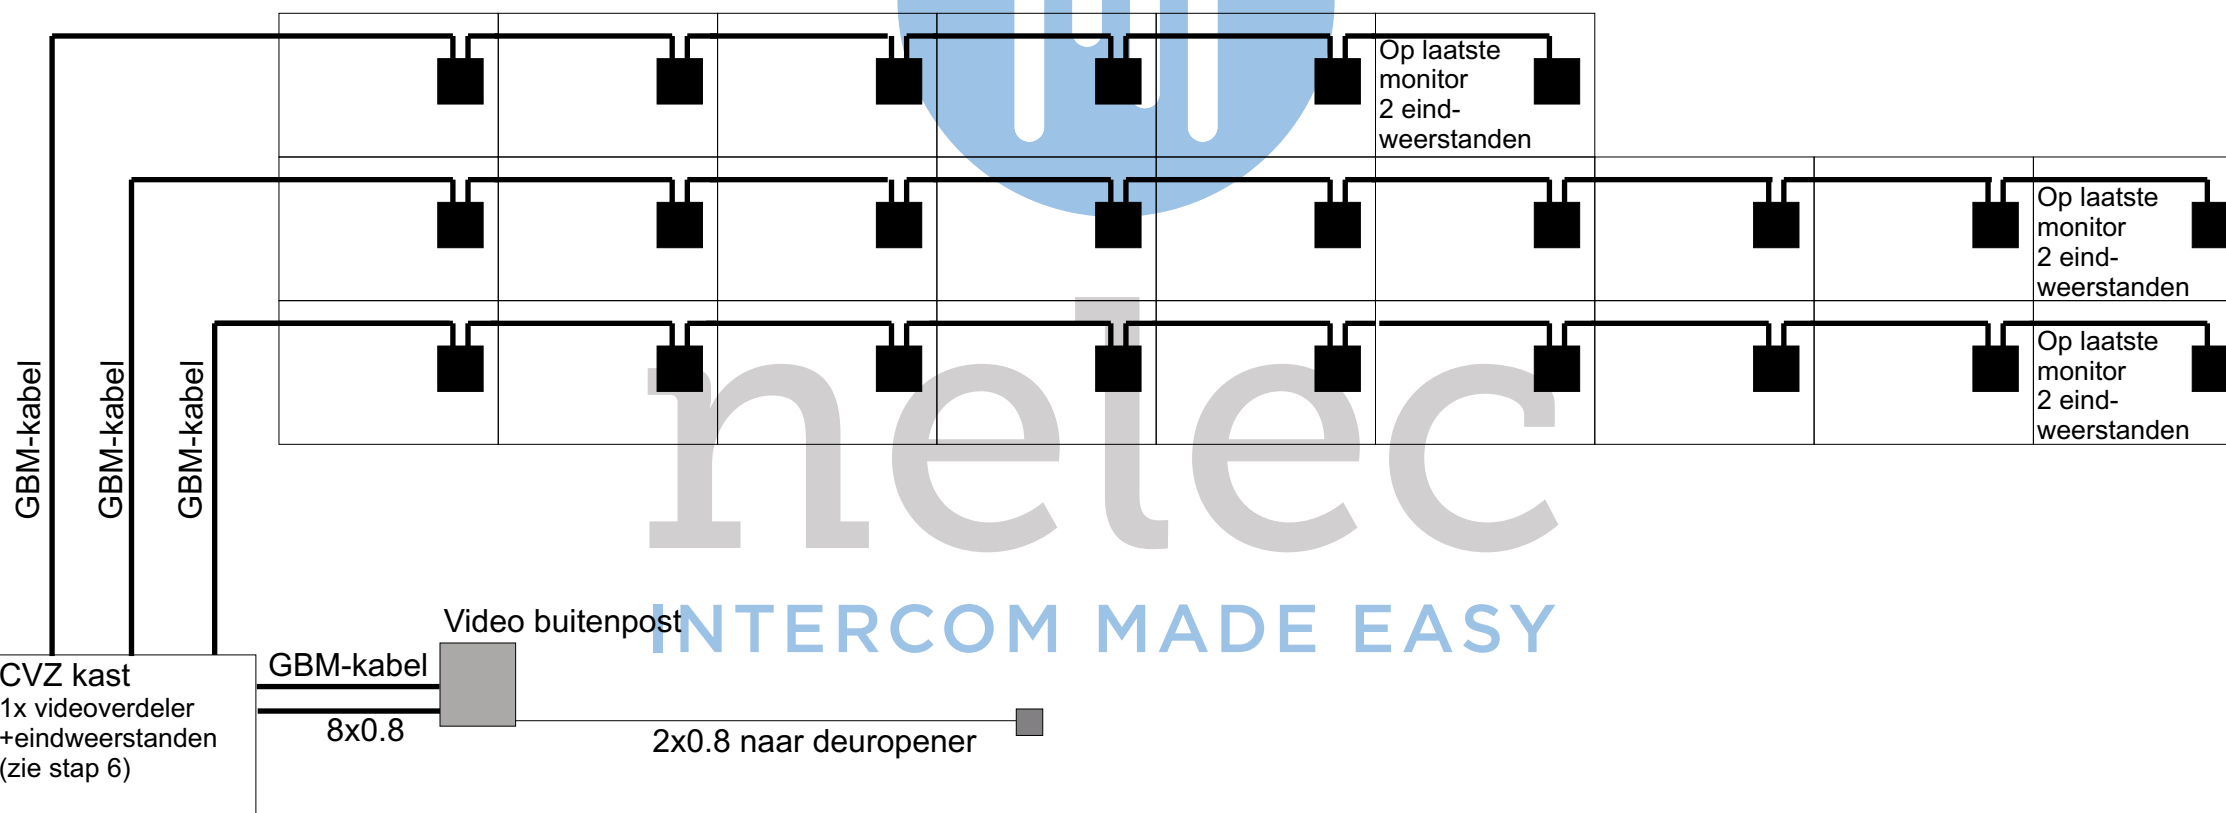 Op laatste
monitor
2 eind-
weerstanden
Op laatste
monitor
2 eind-
weerstanden
Op laatste
monitor
2 eind-
weerstanden
GBM-kabel
GBM-kabel
GBM-kabel
nelec
INTERCOM MADE EASY
Video buitenpost
CVZ kast
1x videoverdeler
+eindweerstanden
(zie stap 6)
GBM-kabel
8x0.8
2x0.8 naar deuropener